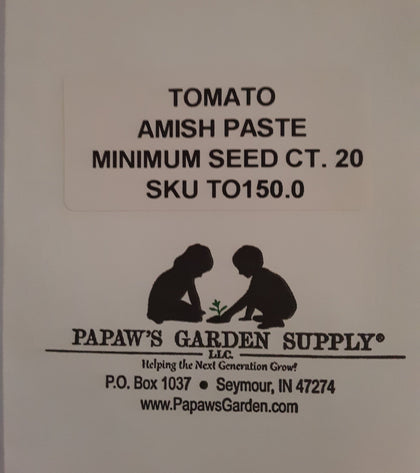 TOMATO
AMISH PASTE
MINIMUM SEED CT. 20
SKU TO150.0
PAPAW'S GARDEN SUPPLY®
LLC.
Helping the Next Generation Grow!
P.O. Box 1037 ● Seymour, IN 47274
www.PapawsGarden.com